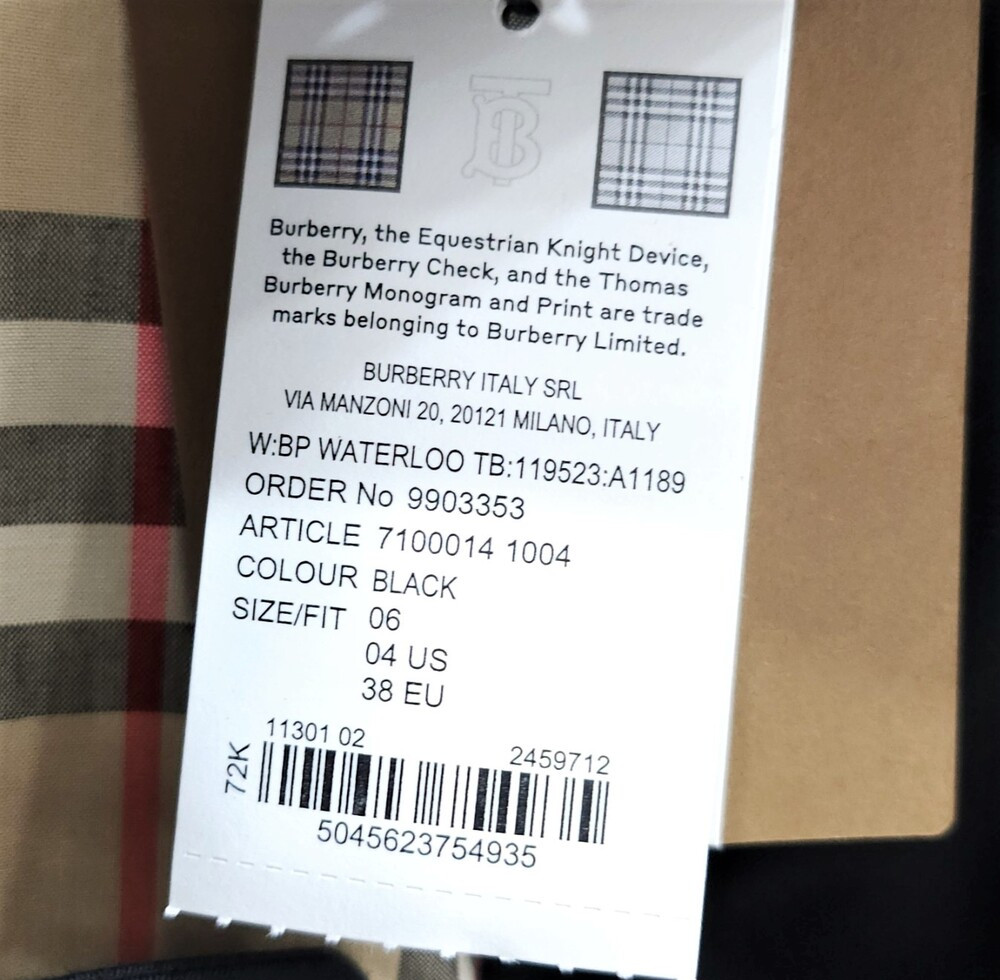 TB
Burberry, the Equestrian Knight Device,
the Burberry Check, and the Thomas
Burberry Monogram and Print are trade
marks belonging to Burberry Limited.
BURBERRY ITALY SRL
VIA MANZONI 20, 20121 MILANO, ITALY
W:BP WATERLOO TB:119523:A1189
ORDER No 9903353
ARTICLE 7100014 1004
COLOUR BLACK
SIZE/FIT 06
04 US
38 EU
11301 02 2459712
72K
5045623754935